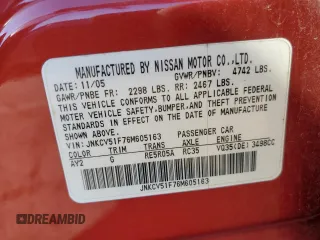 MANUFACTURED BY NISSAN MOTOR CO.,LTD.
DATE: 11/05 GVWR/PNBV: 4742 LBS.
GAWR/PNBE FR: 2298 LBS. RR: 2467 LBS.
THIS VEHICLE CONFORMS TO ALL APPLICABLE FEDERAL
MOTOR VEHICLE SAFETY,BUMPER,AND THEFT PREVENTION
STANDARDS IN EFFECT ON THE DATE OF MANUFACTURE
SHOWN ABOVE.
VIN: JNKCV51F76M605163 PASSENGER CAR
COLOR TRIM TRANS AXLE ENGINE
AY2 G RE5R05A RC35 VQ35(DE) 3498CC
JNKCV51F76M605163